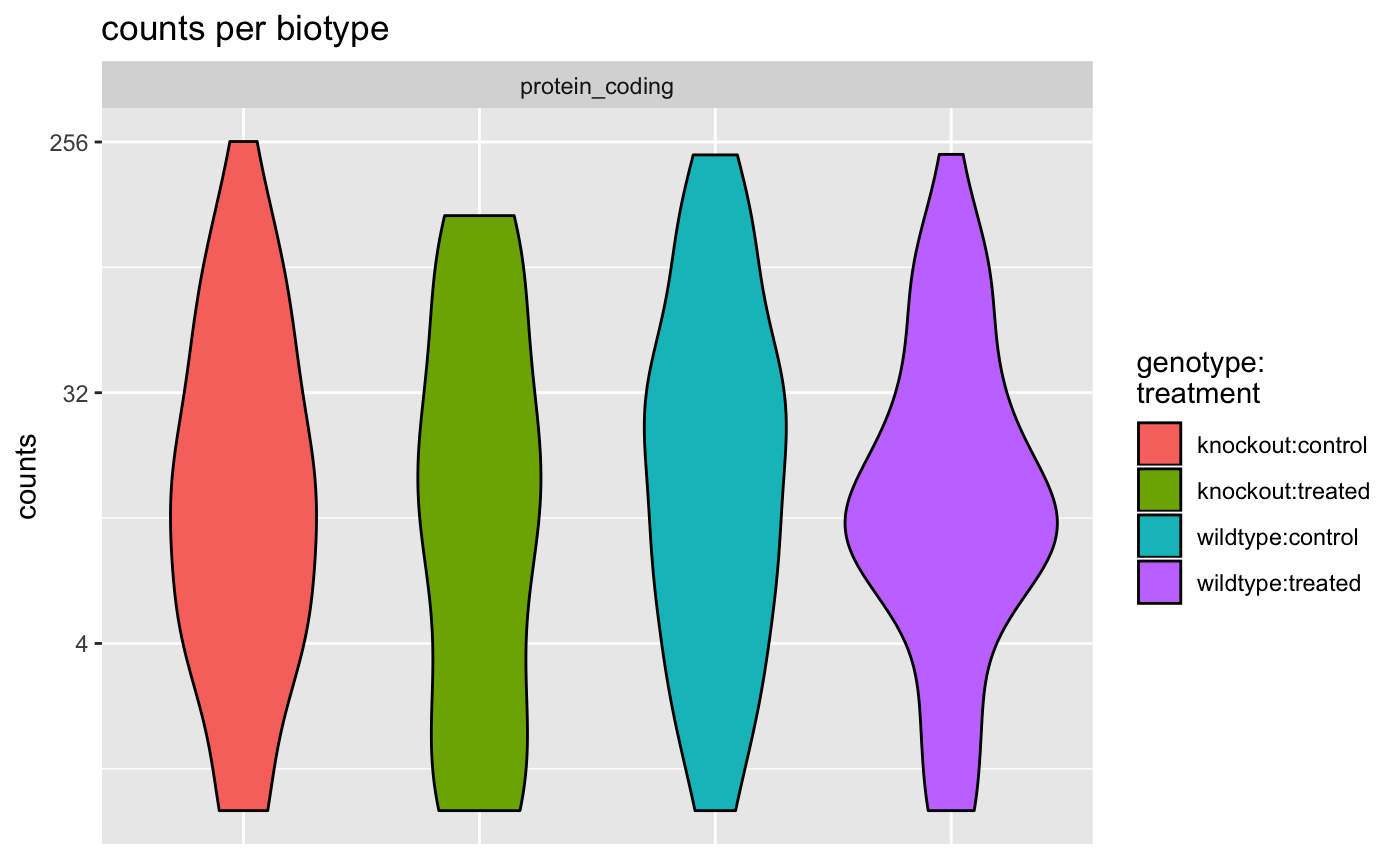 counts per biotype
protein_coding
256
32
4
counts
genotype:
treatment
knockout:control
knockout:treated
wildtype:control
wildtype:treated